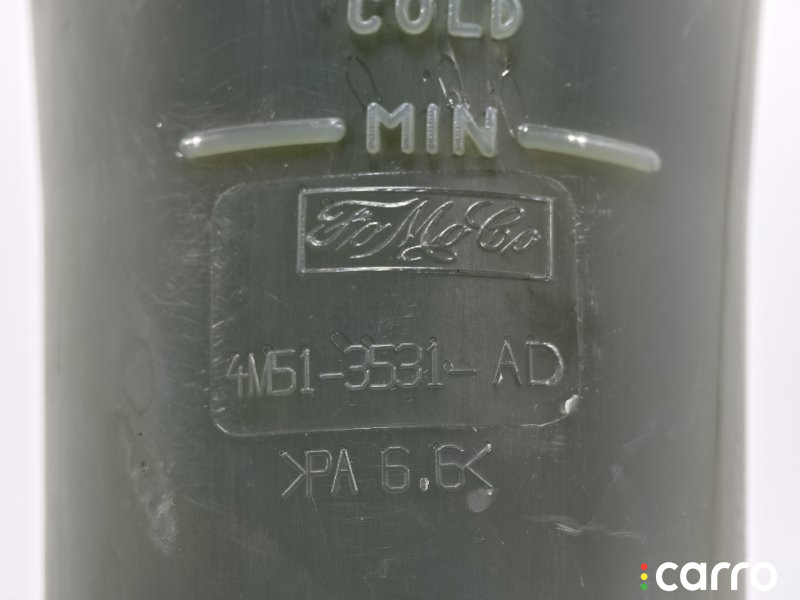 COLD
MIN
FoMoCo
4M51-3531- AD
>PA 6.6<
carro